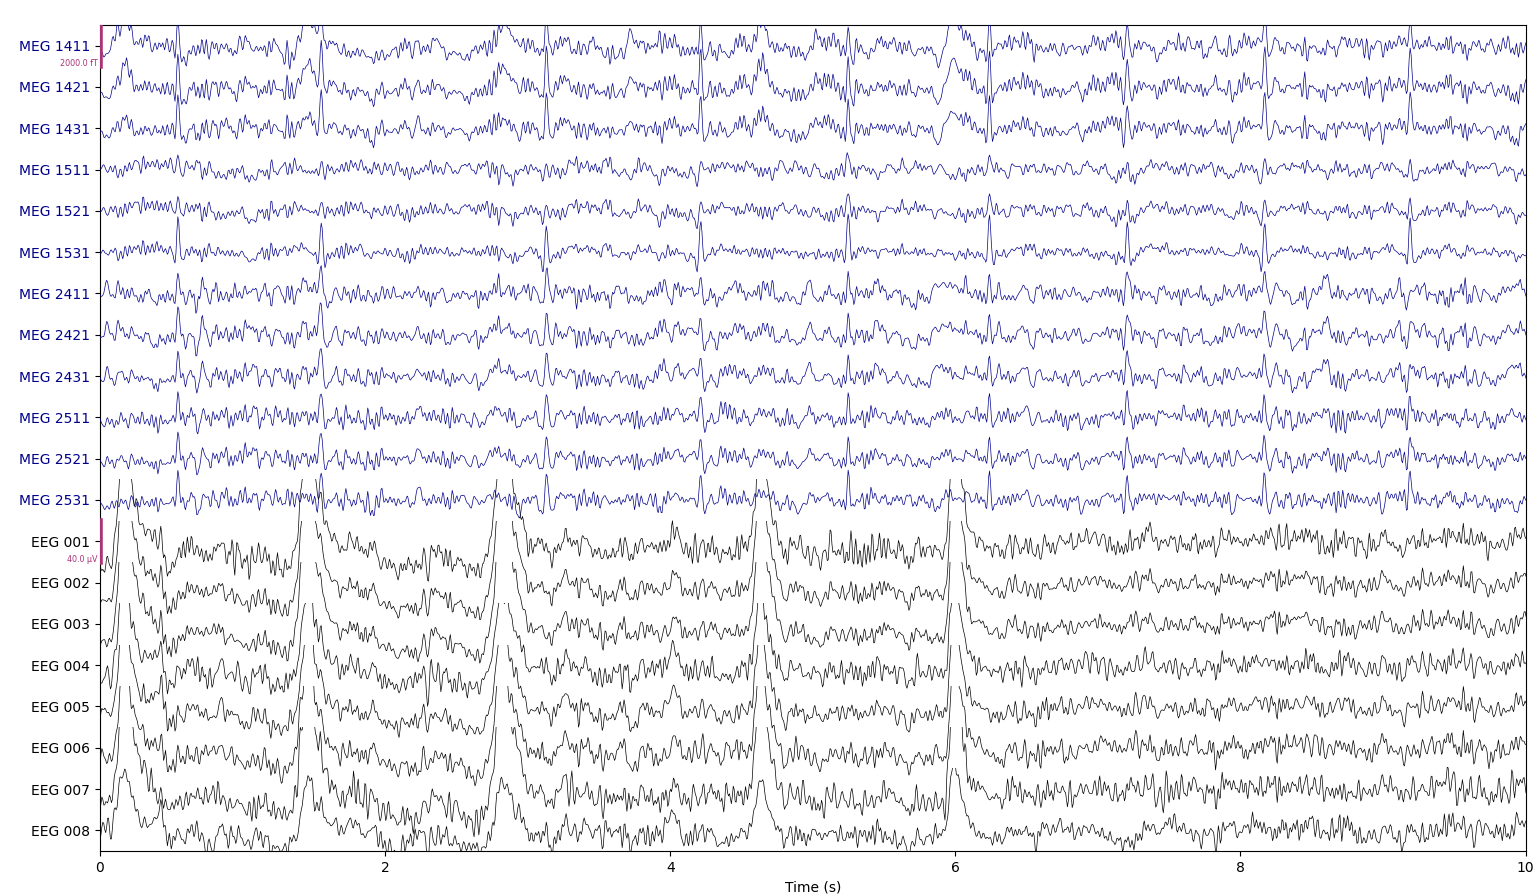 MEG 1411
2000.0 fT
MEG 1421
MEG 1431
MEG 1511
MEG 1521
MEG 1531
MEG 2411
MEG 2421
MEG 2431
MEG 2511
MEG 2521
MEG 2531
EEG 001
40.0 µV
EEG 002
EEG 003
EEG 004
EEG 005
EEG 006
EEG 007
EEG 008
0 2 4 6 8 10
Time (s)